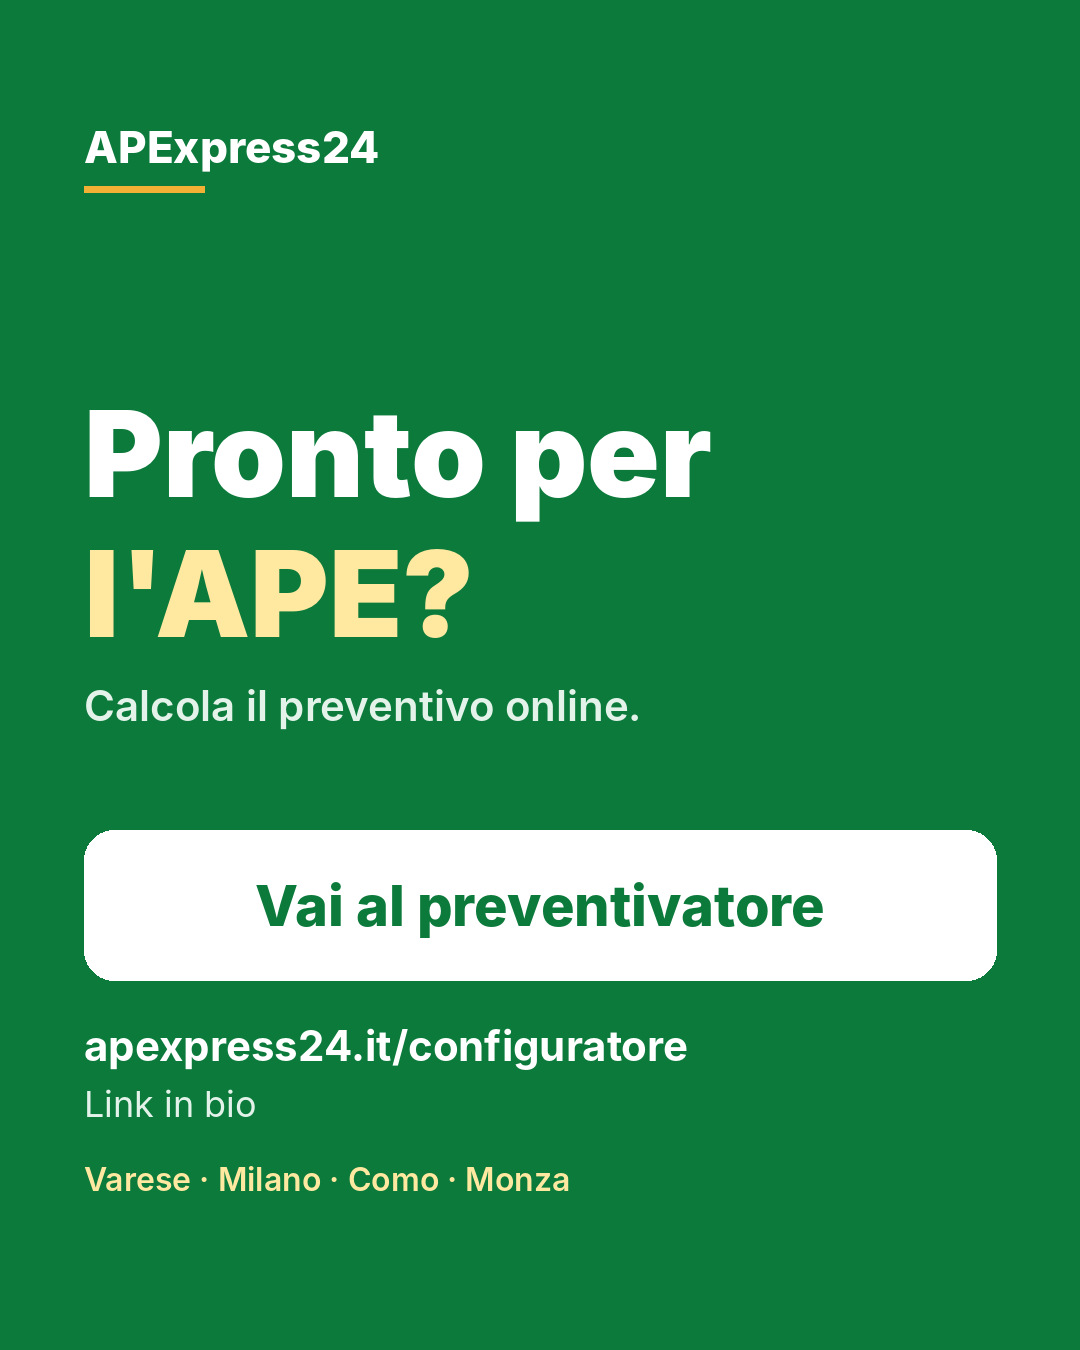 APExpress24
Pronto per
l'APE?
Calcola il preventivo online.
Vai al preventivatore
apexpress24.it/configuratore
Link in bio
Varese · Milano · Como · Monza